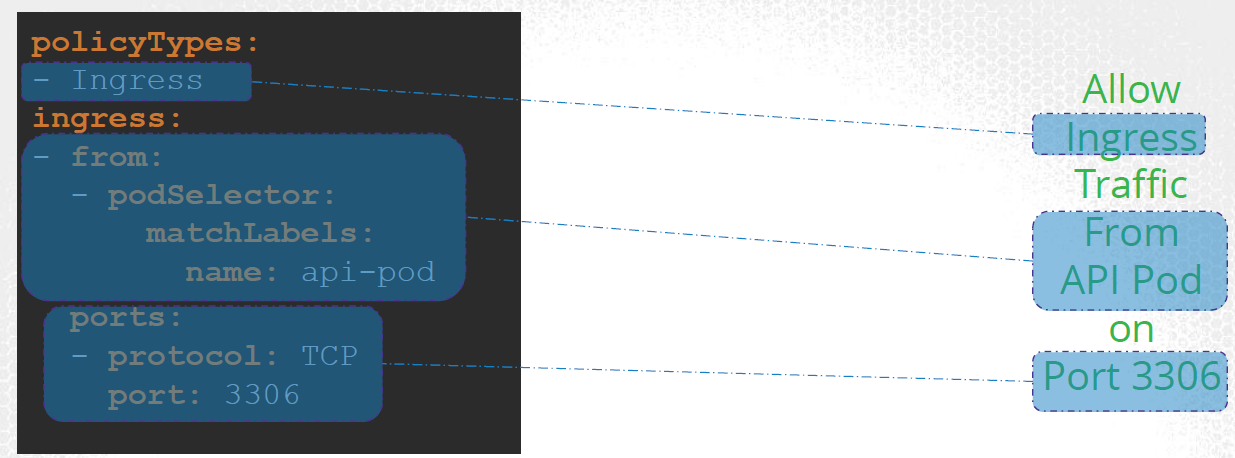 policyTypes:
- Ingress
ingress:
- from:
  - podSelector:
      matchLabels:
        name: api-pod
  ports:
  - protocol: TCP
    port: 3306
Allow
Ingress
Traffic
From
API Pod
on
Port 3306